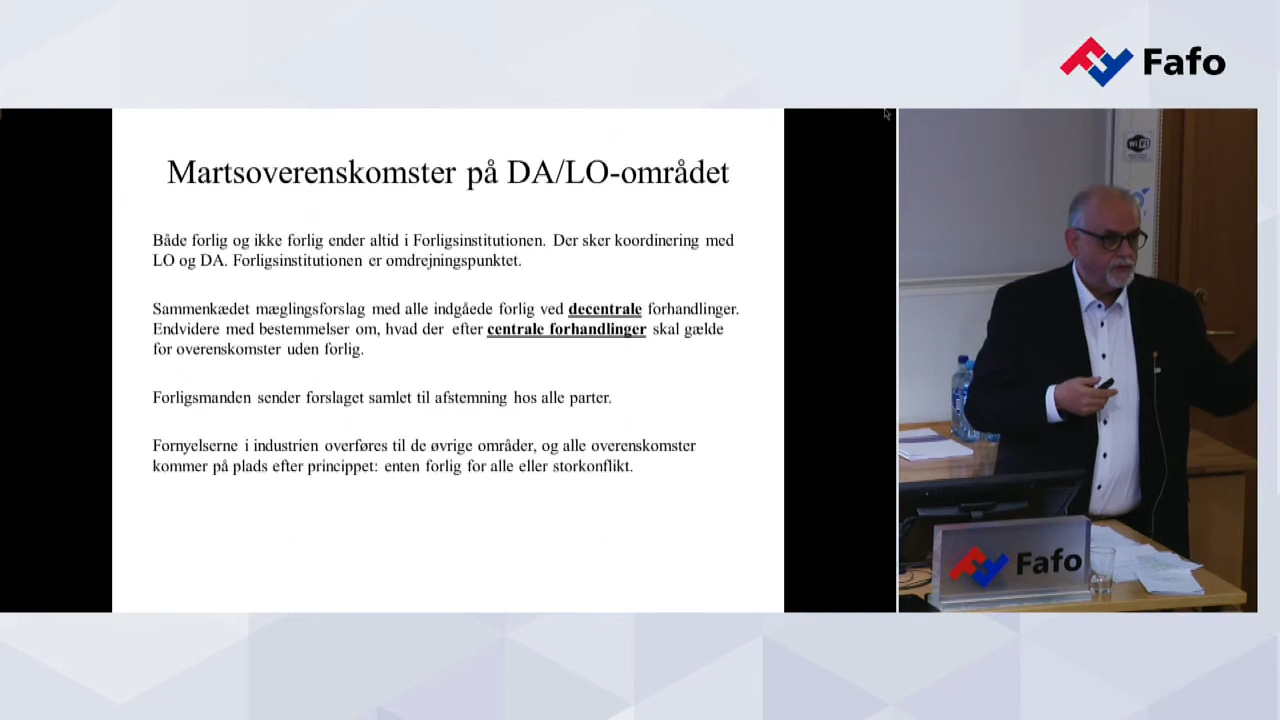 Fafo
Martsoverenskomster på DA/LO-området
Både forlig og ikke forlig ender altid i Forligsinstitutionen. Der sker koordinering med
LO og DA. Forligsinstitutionen er omdrejningspunktet.
Sammenkædet mæglingsforslag med alle indgåede forlig ved decentrale forhandlinger.
Endvidere med bestemmelser om, hvad der efter centrale forhandlinger skal gælde
for overenskomster uden forlig.
Forligsmanden sender forslaget samlet til afstemning hos alle parter.
Fornyelserne i industrien overføres til de øvrige områder, og alle overenskomster
kommer på plads efter princippet: enten forlig for alle eller storkonflikt.
WiFi
Fafo